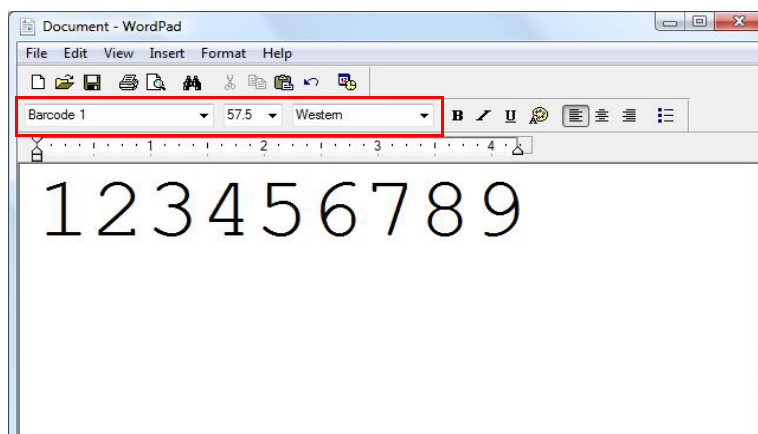 Document - WordPad
File Edit View Insert Format Help
Barcode 1 57.5 Western
1 2 3 4
123456789